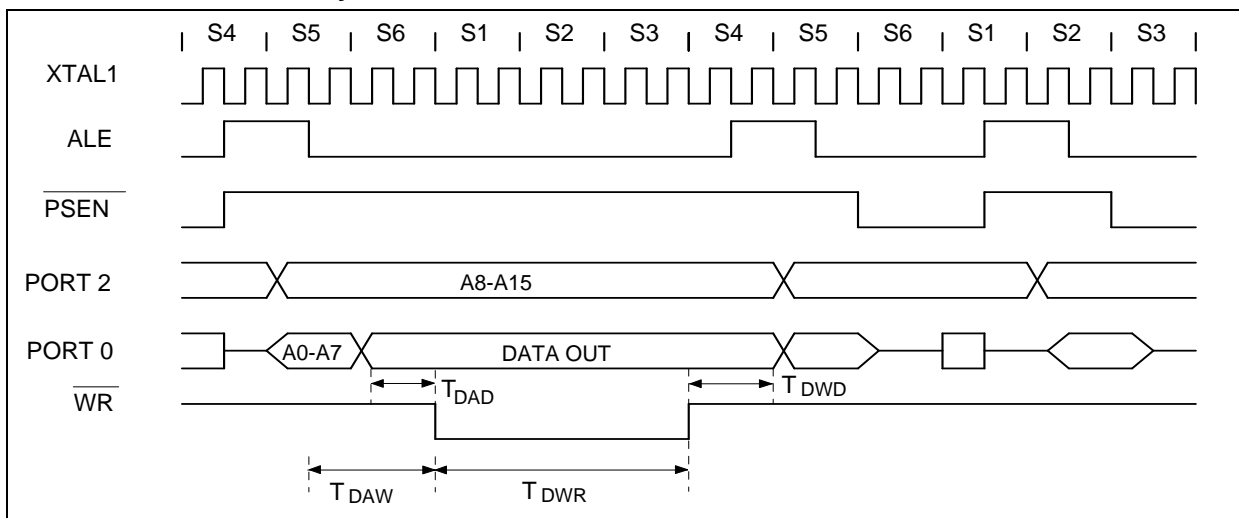 S4 S5 S6 S1 S2 S3 S4 S5 S6 S1 S2 S3
XTAL1
ALE
PSEN
PORT 2 A8-A15
PORT 0 A0-A7 DATA OUT
TDAD TDWD
WR
TDAW TDWR